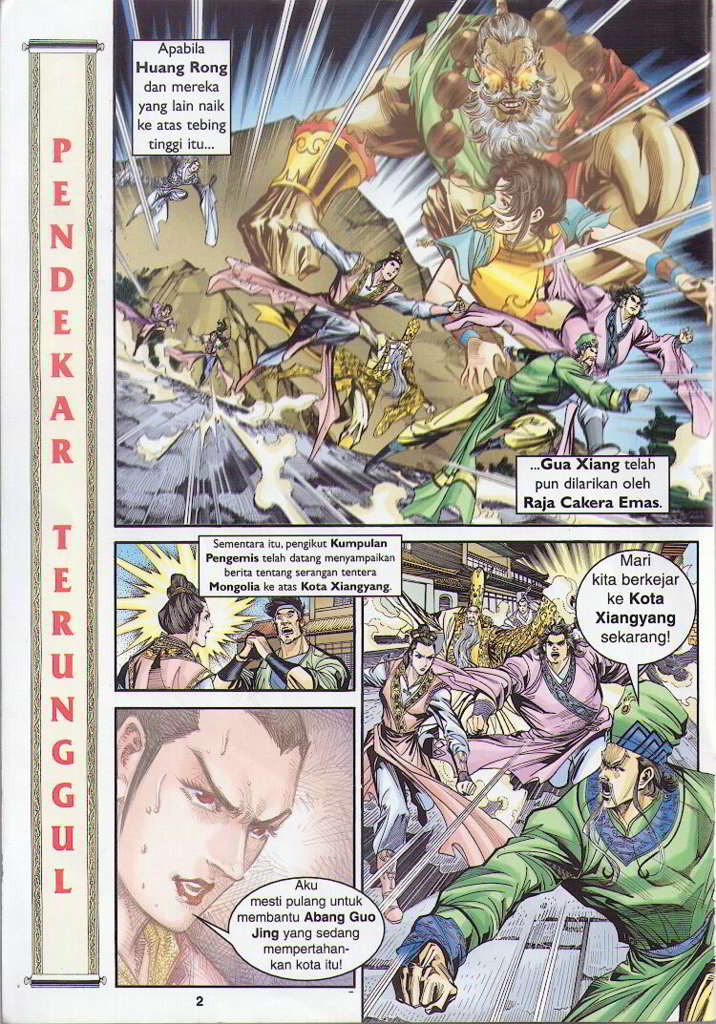 PENDEKAR TERUNGGUL
Apabila
Huang Rong
dan mereka
yang lain naik
ke atas tebing
tinggi itu...
...Gua Xiang telah
pun dilarikan oleh
Raja Cakera Emas.
Sementara itu, pengikut Kumpulan
Pengemis telah datang menyampaikan
berita tentang serangan tentera
Mongolia ke atas Kota Xiangyang.
Mari
kita berkejar
ke Kota
Xiangyang
sekarang!
Aku
mesti pulang untuk
membantu Abang Guo
Jing yang sedang
mempertahan-
kan kota itu!
2